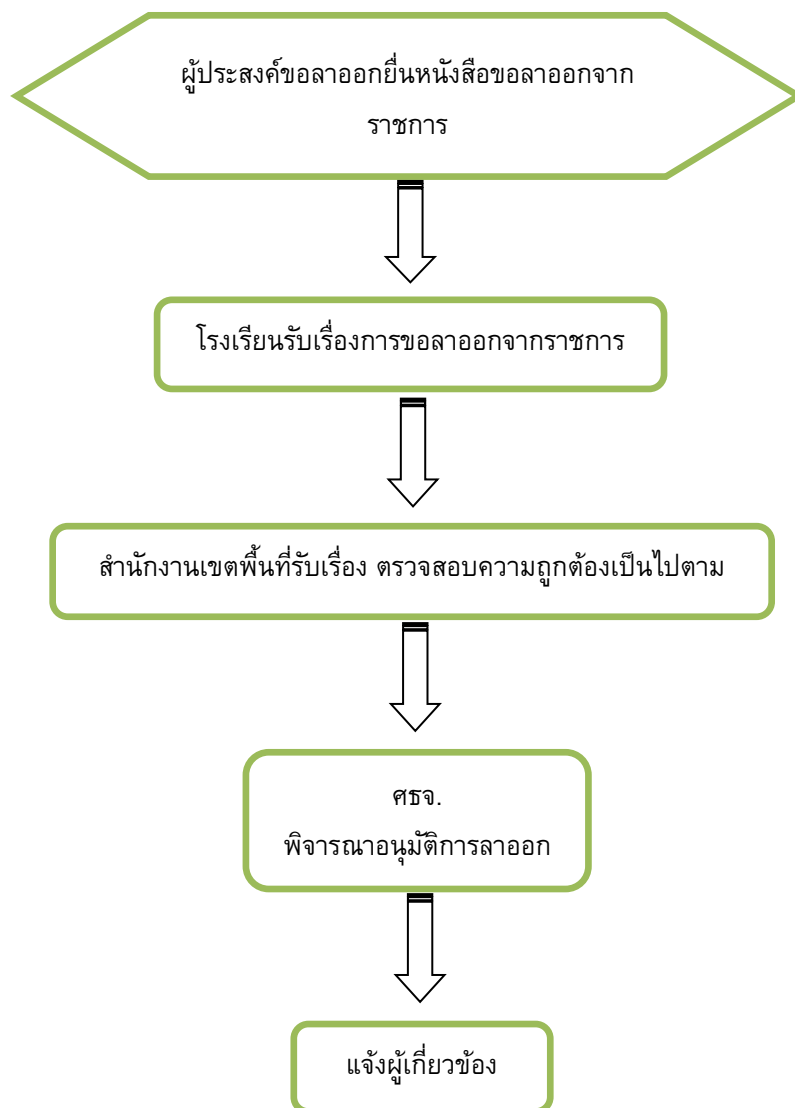 ผู้ประสงค์ขอลาออกยื่นหนังสือขอลาออกจาก
ราชการ
โรงเรียนรับเรื่องการขอลาออกจากราชการ
สำนักงานเขตพื้นที่รับเรื่อง ตรวจสอบความถูกต้องเป็นไปตาม
ศธจ.
พิจารณาอนุมัติการลาออก
แจ้งผู้เกี่ยวข้อง